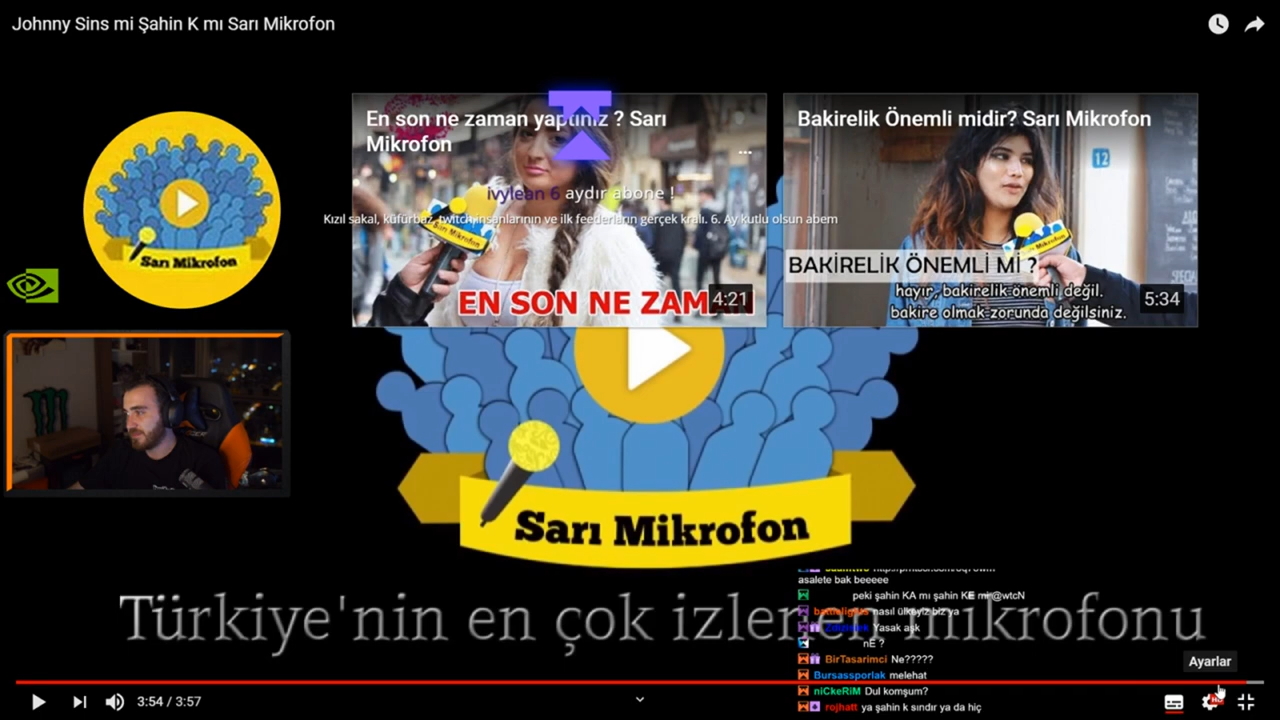 Johnny Sins mi Şahin K mı Sarı Mikrofon
En son ne zaman yaptınız ? Sarı
Mikrofon
Bakirelik Önemli midir? Sarı Mikrofon
12
ivylean 6 aydır abone !
Kızıl sakal, küfürbaz, twitch insanlarının ve ilk feederların gerçek kralı. 6. Ay kutlu olsun abem
Sarı Mikrofon
Sarı Mikrofon
BAKİRELİK ÖNEMLİ Mİ ?
hayır, bakirelik önemli değil.
bakire olmak zorunda değilsiniz.
EN SON NE ZAM
4:21
5:34
Sarı Mikrofon
asalete bak beeeee
peki şahin KA mı şahin KE mi @wtcN
nasıl ülkeyiz biz ya
Yasak aşk
nE ?
BirTasarimci Ne?????
Bursassporlak melehat
niCkeRiM Dul komşum?
rojhatt ya şahin k sındır ya da hiç
Türkiye'nin en çok izlenen mikrofonu
Ayarlar
3:54 / 3:57